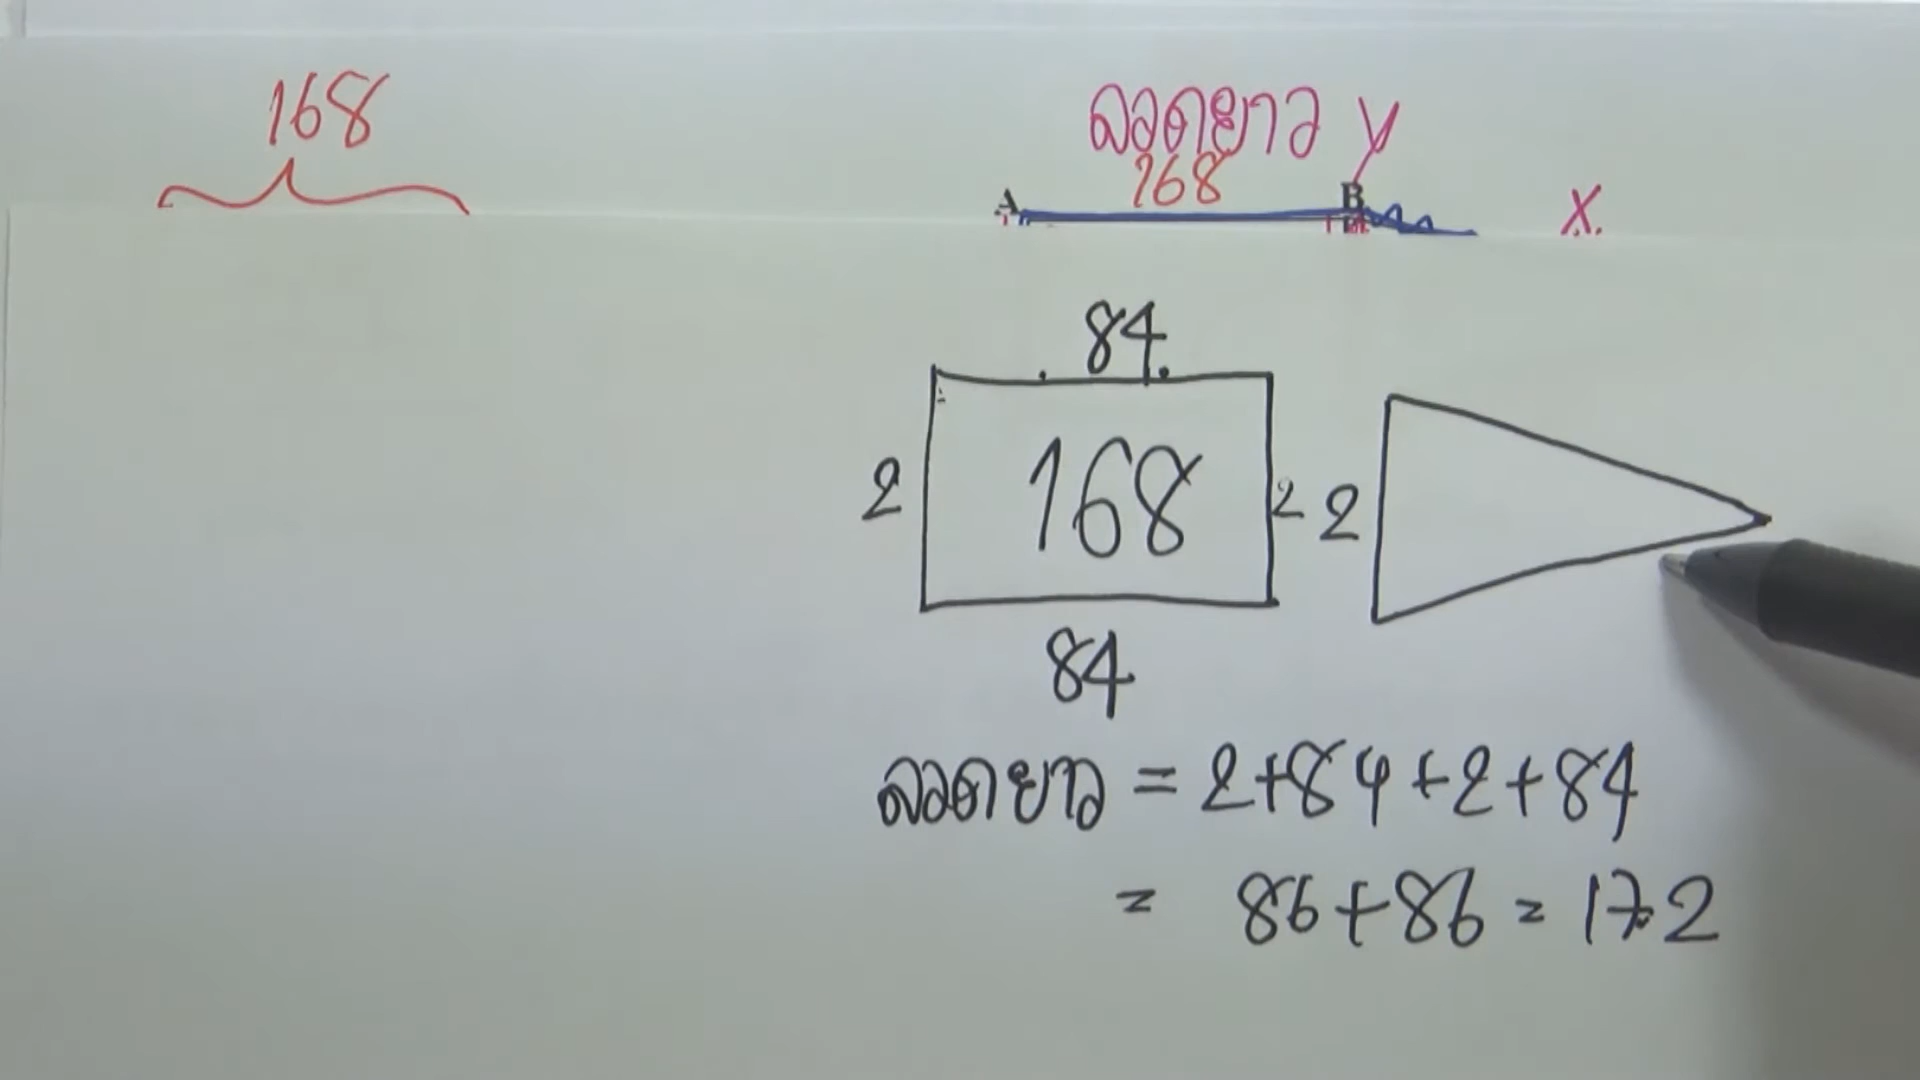 168
ลวดยาว y
168
A B
x.
84.
2 168 2 2
84
ลวดยาว = 2+84+2+84
= 86+86 = 172